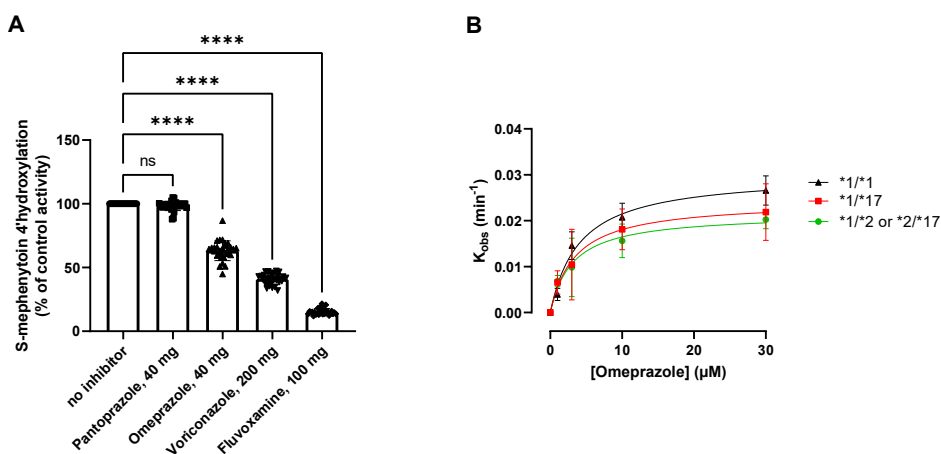 A
B
****
****
****
ns
S-mephenytoin 4'hydroxylation
(% of control activity)
150
100
50
0
no inhibitor
Pantoprazole, 40 mg
Omeprazole, 40 mg
Voriconazole, 200 mg
Fluvoxamine, 100 mg
Kobs (min-1)
0.04
0.03
0.02
0.01
0.00
0
10
20
30
[Omeprazole] (µM)
*1/*1
*1/*17
*1/*2 or *2/*17